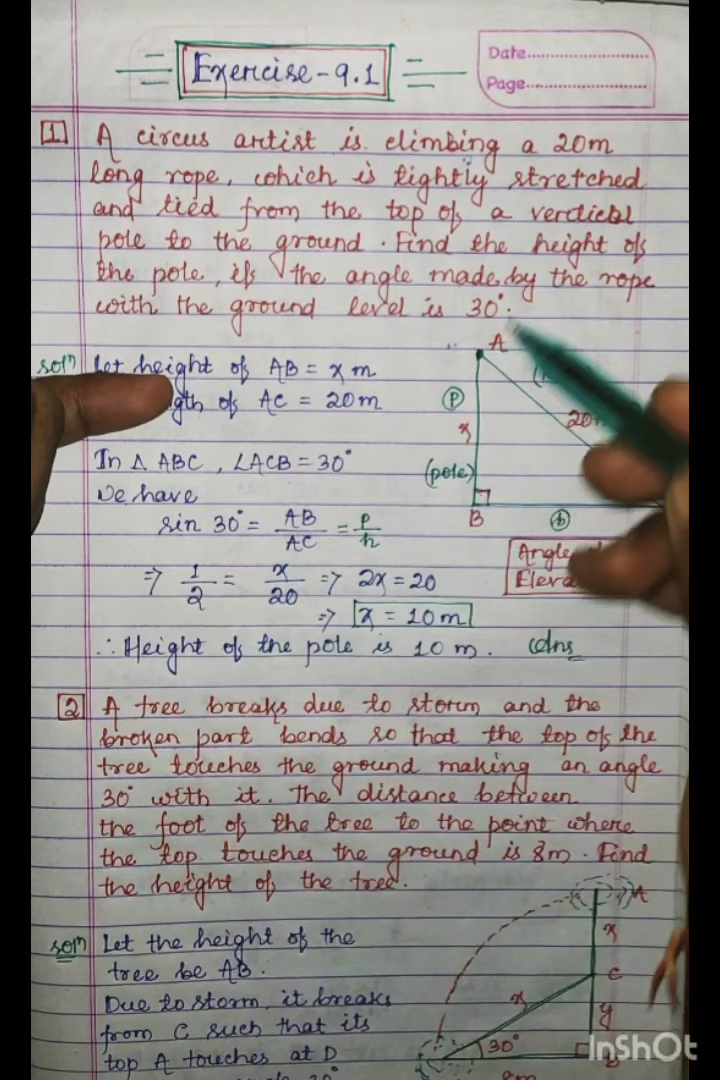 Exercise-9.1
Date
Page
1 A circus artist is climbing a 20m
long rope, which is tightly stretched
and tied from the top of a vertical
pole to the ground. Find the height of
the pole, if the angle made by the rope
with the ground level is 30°.
Soln Let height of AB = x m
of AC = 20m
In Δ ABC, ∠ACB = 30°
We have
sin 30° = AB/AC = P/h
⇒ 1/2 = x/20 ⇒ 2x = 20
⇒ x = 10m
∴ Height of the pole is 10 m. Ans
A
P
x
20m
(pole)
B
b
Angle
2 A tree breaks due to storm and the
broken part bends so that the top of the
tree touches the ground making an angle
30° with it. The distance between
the foot of the tree to the point where
the top touches the ground is 8m. Find
the height of the tree.
Soln Let the height of the
tree be AB.
Due to storm, it breaks
from C such that its
top A touches at D
30°
A
x
C
x
y
30°
B
8m
InShOt